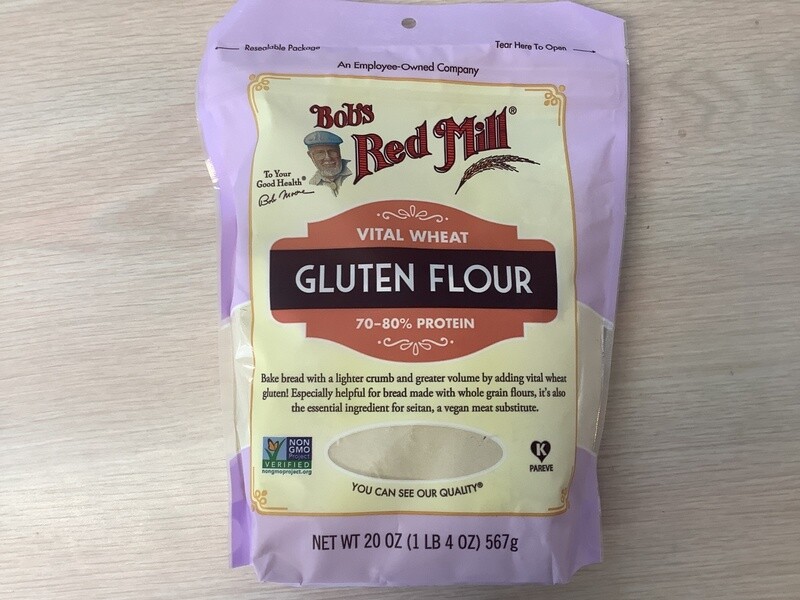 Resealable Package
Tear Here To Open
An Employee-Owned Company
Bob's
Red Mill®
To Your
Good Health®
Bob Moore
VITAL WHEAT
GLUTEN FLOUR
70–80% PROTEIN
Bake bread with a lighter crumb and greater volume by adding vital wheat
gluten! Especially helpful for bread made with whole grain flours, it's also
the essential ingredient for seitan, a vegan meat substitute.
NON
GMO
Project
VERIFIED
nongmoproject.org
K
PAREVE
YOU CAN SEE OUR QUALITY®
NET WT 20 OZ (1 LB 4 OZ) 567g